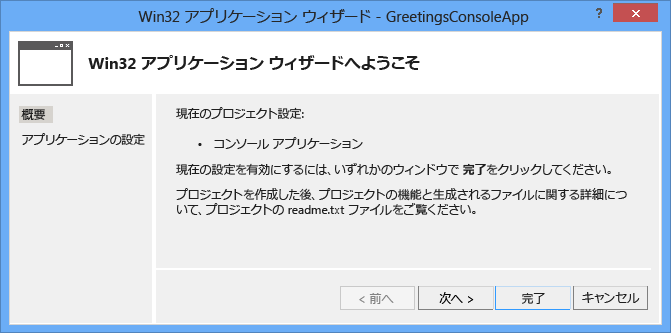 Win32 アプリケーション ウィザード - GreetingsConsoleApp
Win32 アプリケーション ウィザードへようこそ
概要
アプリケーションの設定
現在のプロジェクト設定:
• コンソール アプリケーション
現在の設定を有効にするには、いずれかのウィンドウで 完了をクリックしてください。
プロジェクトを作成した後、プロジェクトの機能と生成されるファイルに関する詳細につ
いて、プロジェクトの readme.txt ファイルをご覧ください。
< 前へ
次へ >
完了
キャンセル